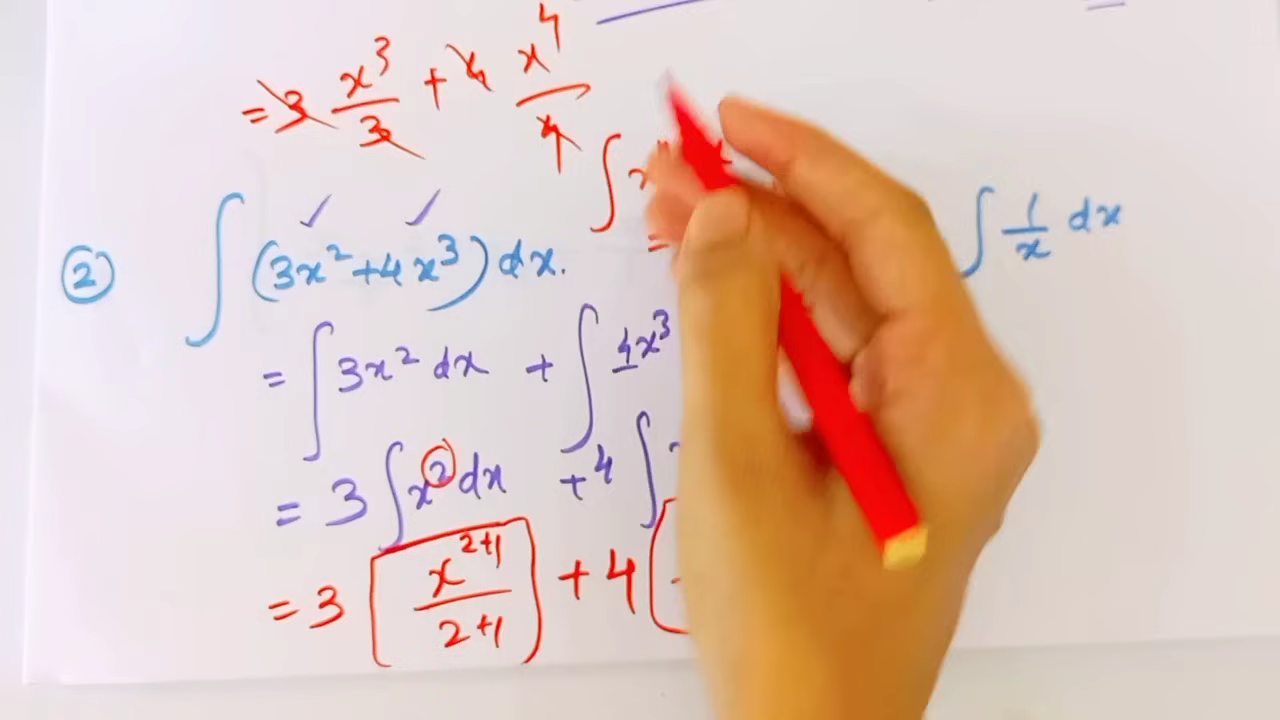 = 3 x³/3 + 4 x⁴/4
∫ x
=
② ∫ (3x² + 4x³) dx.
∫ 1/x dx
= ∫ 3x² dx + ∫ 4x³
= 3 ∫ x² dx + 4 ∫
= 3 [x²⁺¹/2+1] + 4 [